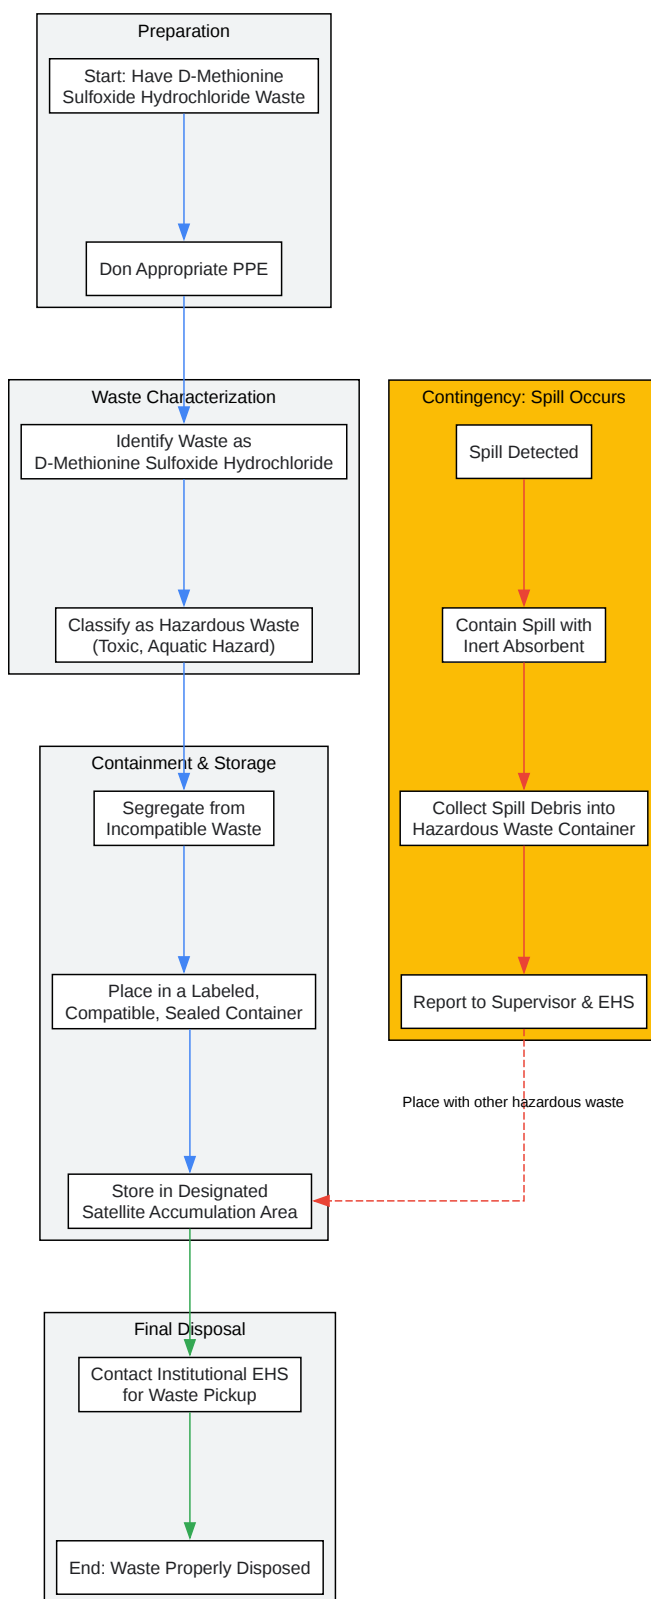 Preparation
Start: Have D-Methionine
Sulfoxide Hydrochloride Waste
Don Appropriate PPE
Waste Characterization
Identify Waste as
D-Methionine Sulfoxide Hydrochloride
Classify as Hazardous Waste
(Toxic, Aquatic Hazard)
Containment & Storage
Segregate from
Incompatible Waste
Place in a Labeled,
Compatible, Sealed Container
Store in Designated
Satellite Accumulation Area
Contingency: Spill Occurs
Spill Detected
Contain Spill with
Inert Absorbent
Collect Spill Debris into
Hazardous Waste Container
Report to Supervisor & EHS
Place with other hazardous waste
Final Disposal
Contact Institutional EHS
for Waste Pickup
End: Waste Properly Disposed